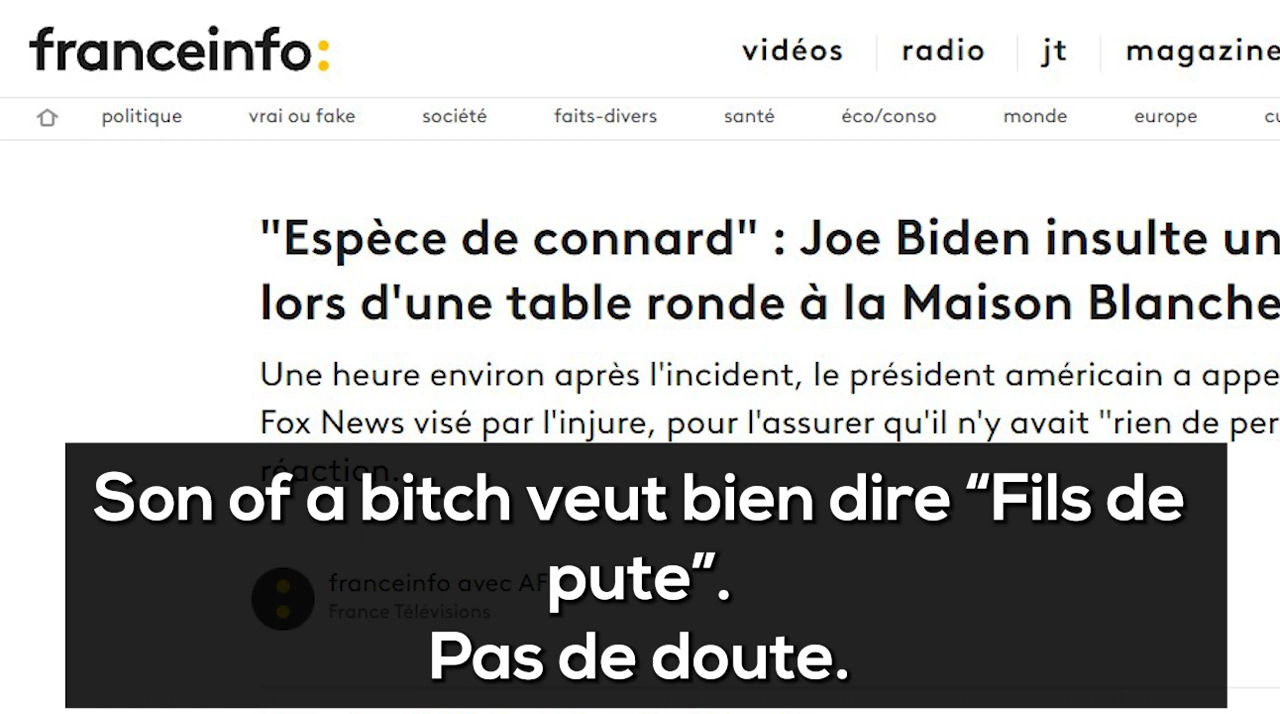 franceinfo:
vidéos radio jt magazine
politique vrai ou fake société faits-divers santé éco/conso monde europe
"Espèce de connard" : Joe Biden insulte un
lors d'une table ronde à la Maison Blanche
Une heure environ après l'incident, le président américain a appe
Fox News visé par l'injure, pour l'assurer qu'il n'y avait "rien de per
réaction.
Son of a bitch veut bien dire “Fils de
pute”.
Pas de doute.
franceinfo avec AF
France Télévisions